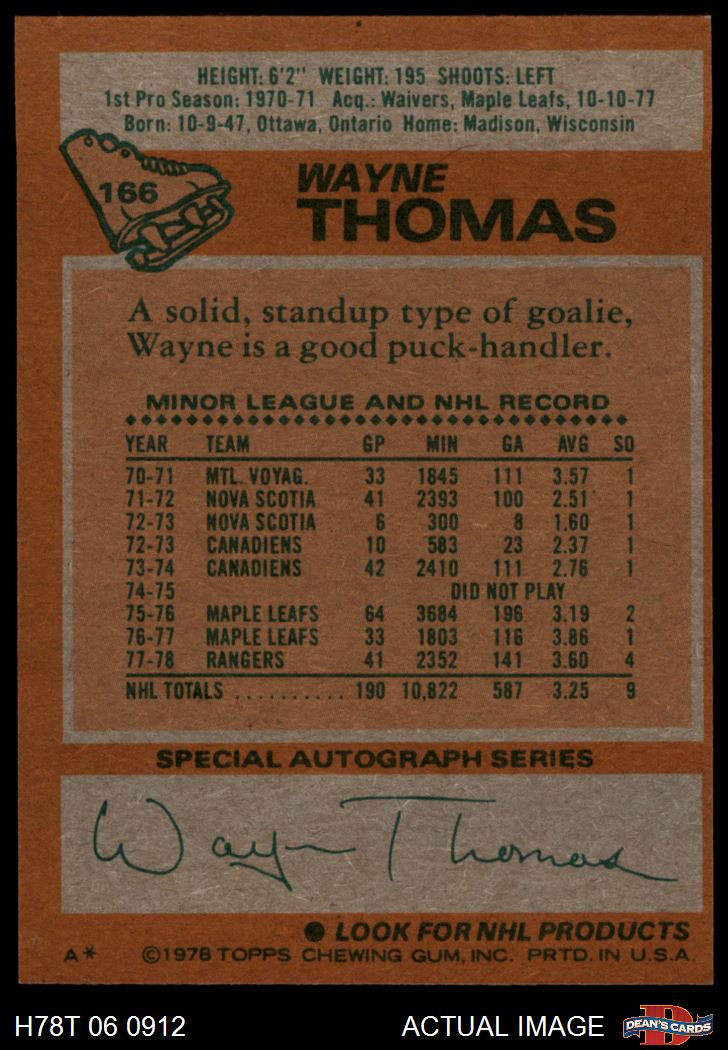 HEIGHT: 6'2" WEIGHT: 195 SHOOTS: LEFT
1st Pro Season: 1970-71 Acq.: Waivers, Maple Leafs, 10-10-77
Born: 10-9-47, Ottawa, Ontario Home: Madison, Wisconsin
166
WAYNE
THOMAS
A solid, standup type of goalie,
Wayne is a good puck-handler.
MINOR LEAGUE AND NHL RECORD
YEAR TEAM GP MIN GA AVG SO
70-71 MTL. VOYAG. 33 1845 111 3.57 1
71-72 NOVA SCOTIA 41 2393 100 2.51 1
72-73 NOVA SCOTIA 6 300 8 1.60 1
72-73 CANADIENS 10 583 23 2.37 1
73-74 CANADIENS 42 2410 111 2.76 1
74-75 DID NOT PLAY
75-76 MAPLE LEAFS 64 3684 196 3.19 2
76-77 MAPLE LEAFS 33 1803 116 3.86 1
77-78 RANGERS 41 2352 141 3.60 4
NHL TOTALS .......... 190 10,822 587 3.25 9
SPECIAL AUTOGRAPH SERIES
Wayne Thomas
● LOOK FOR NHL PRODUCTS
A* ©1978 TOPPS CHEWING GUM, INC. PRTD. IN U.S.A.
H78T 06 0912 ACTUAL IMAGE D DEAN'S CARDS